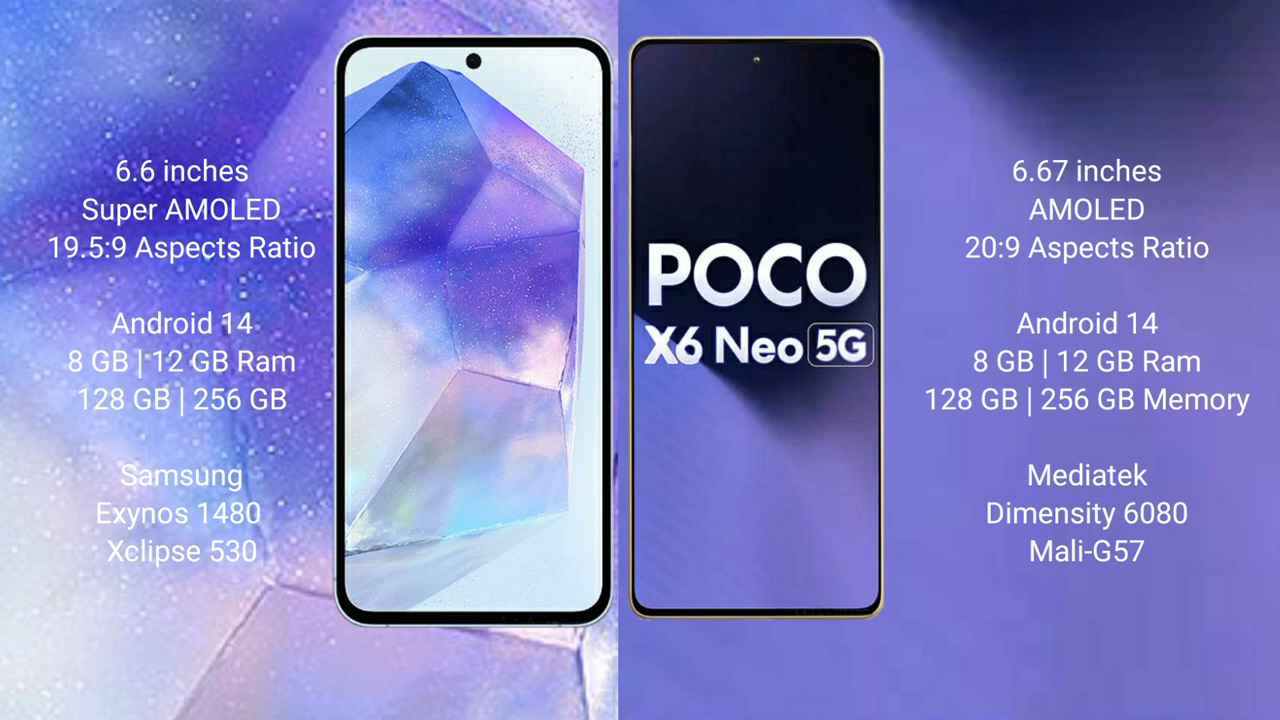 6.6 inches
Super AMOLED
19.5:9 Aspects Ratio
Android 14
8 GB | 12 GB Ram
128 GB | 256 GB
Samsung
Exynos 1480
Xclipse 530
POCO
X6 Neo 5G
6.67 inches
AMOLED
20:9 Aspects Ratio
Android 14
8 GB | 12 GB Ram
128 GB | 256 GB Memory
Mediatek
Dimensity 6080
Mali-G57